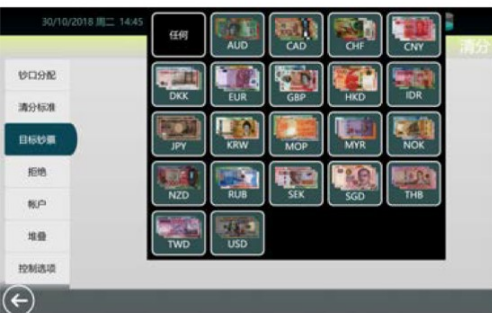 30/10/2018 周二 14:45
清分
任何 AUD CAD CHF CNY
DKK EUR GBP HKD IDR
JPY KRW MOP MYR NOK
NZD RUB SEK SGD THB
TWD USD
钞口分配
清分标准
目标钞票
拒绝
帐户
堆叠
控制选项